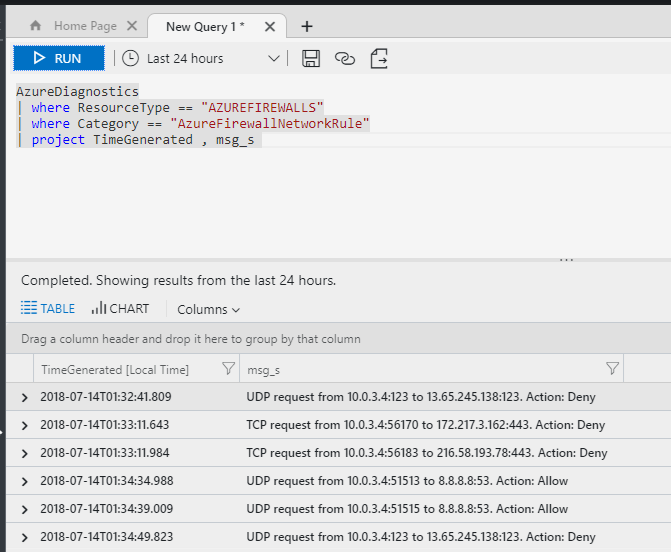 Home Page
New Query 1*
RUN
Last 24 hours
AzureDiagnostics
| where ResourceType == "AZUREFIREWALLS"
| where Category == "AzureFirewallNetworkRule"
| project TimeGenerated , msg_s
...
Completed. Showing results from the last 24 hours.
TABLE CHART Columns
Drag a column header and drop it here to group by that column
TimeGenerated [Local Time] msg_s
2018-07-14T01:32:41.809 UDP request from 10.0.3.4:123 to 13.65.245.138:123. Action: Deny
2018-07-14T01:33:11.643 TCP request from 10.0.3.4:56170 to 172.217.3.162:443. Action: Deny
2018-07-14T01:33:11.984 TCP request from 10.0.3.4:56183 to 216.58.193.78:443. Action: Deny
2018-07-14T01:34:34.988 UDP request from 10.0.3.4:51513 to 8.8.8.8:53. Action: Allow
2018-07-14T01:34:39.009 UDP request from 10.0.3.4:51515 to 8.8.8.8:53. Action: Allow
2018-07-14T01:34:49.823 UDP request from 10.0.3.4:123 to 13.65.245.138:123. Action: Deny